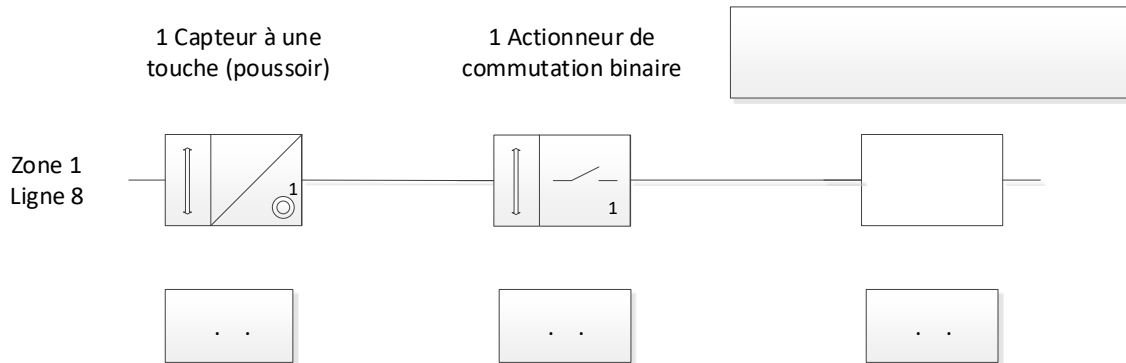 1 Capteur à une
touche (poussoir)
1 Actionneur de
commutation binaire
Zone 1
Ligne 8
1
1
. .
. .
. .